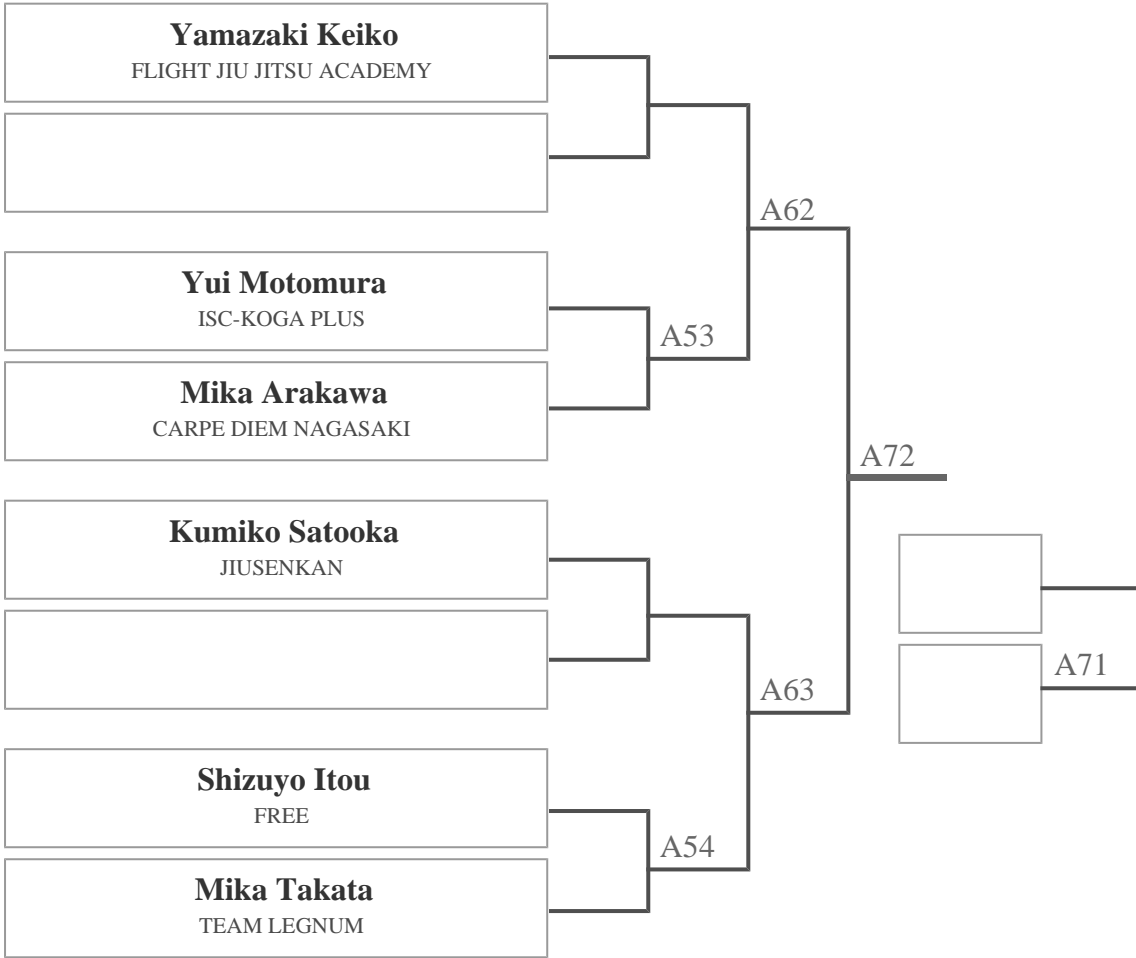 Yamazaki Keiko
FLIGHT JIU JITSU ACADEMY
A62
Yui Motomura
ISC-KOGA PLUS
A53
Mika Arakawa
CARPE DIEM NAGASAKI
A72
Kumiko Satooka
JIUSENKAN
A71
A63
Shizuyo Itou
FREE
A54
Mika Takata
TEAM LEGNUM